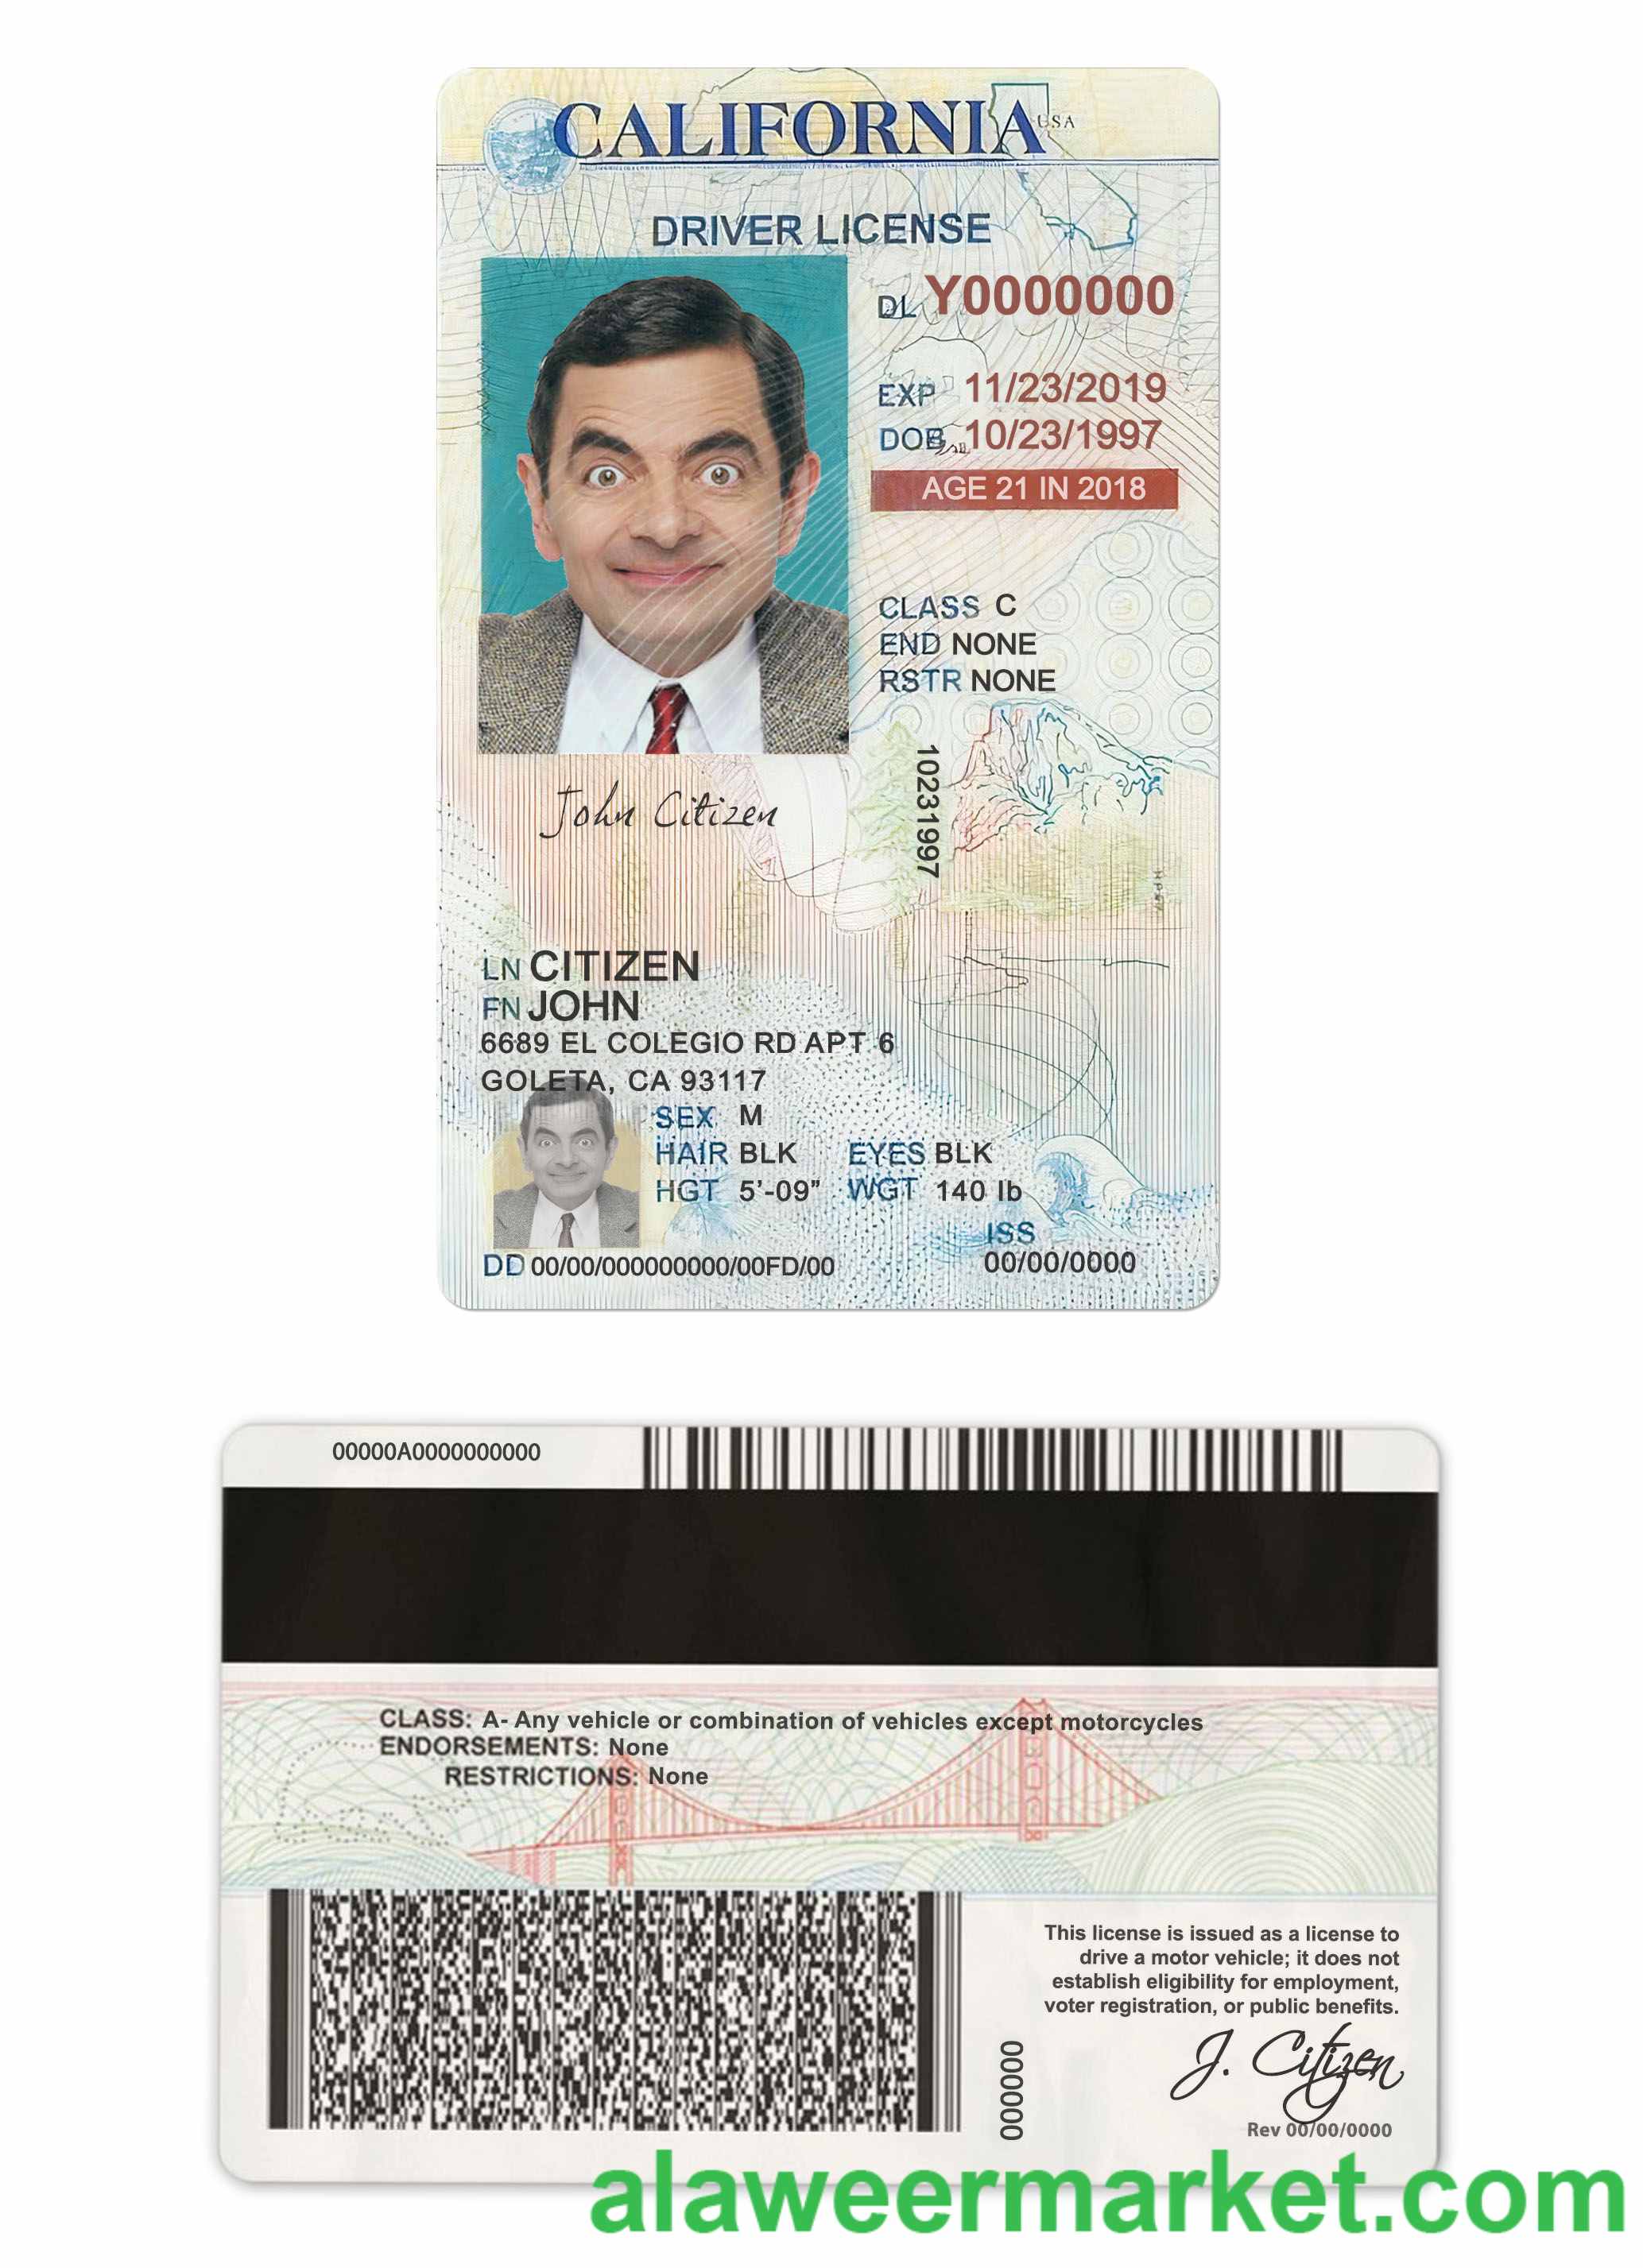 CALIFORNIA USA
DRIVER LICENSE
DL Y0000000
EXP 11/23/2019
DOB 10/23/1997
AGE 21 IN 2018
CLASS C
END NONE
RSTR NONE
10231997
John Citizen
LN CITIZEN
FN JOHN
6689 EL COLEGIO RD APT 6
GOLETA, CA 93117
SEX M
HAIR BLK EYES BLK
HGT 5'-09" WGT 140 lb
ISS
DD 00/00/000000000/00FD/00 00/00/0000
00000A0000000000
CLASS: A- Any vehicle or combination of vehicles except motorcycles
ENDORSEMENTS: None
RESTRICTIONS: None
This license is issued as a license to
drive a motor vehicle; it does not
establish eligibility for employment,
voter registration, or public benefits.
000000
J. Citizen
Rev 00/00/0000
alaweermarket.com